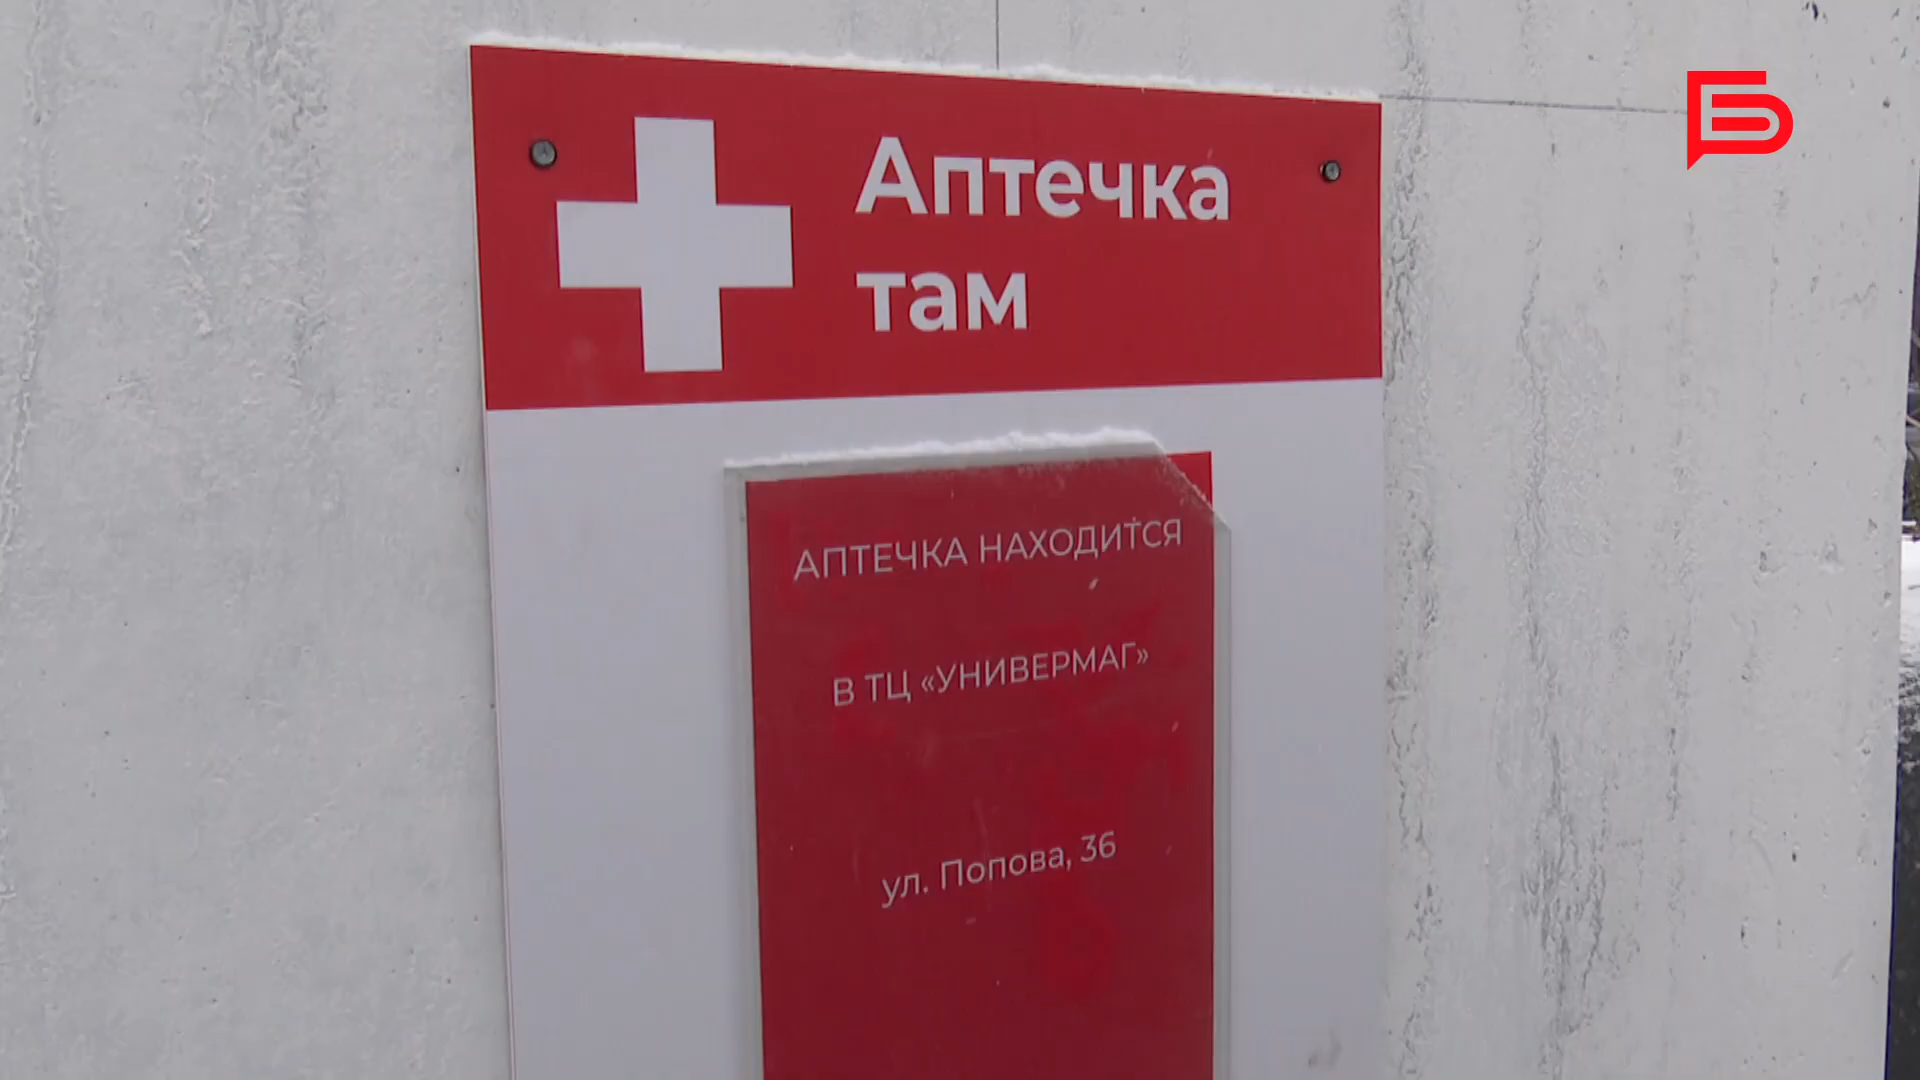 Б
Аптечка
там
АПТЕЧКА НАХОДИТСЯ
В ТЦ «УНИВЕРМАГ»
ул. Попова, 36